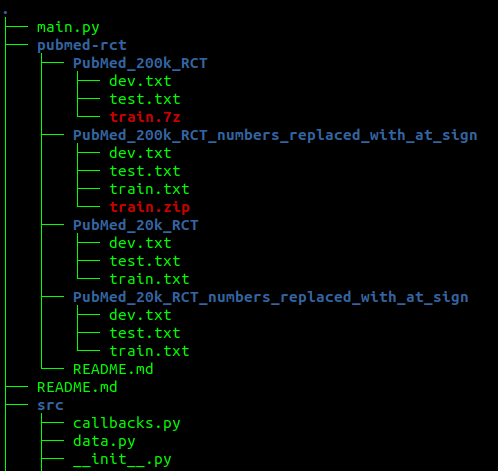 .
├── main.py
├── pubmed-rct
│   ├── PubMed_200k_RCT
│   │   ├── dev.txt
│   │   ├── test.txt
│   │   └── train.7z
│   ├── PubMed_200k_RCT_numbers_replaced_with_at_sign
│   │   ├── dev.txt
│   │   ├── test.txt
│   │   ├── train.txt
│   │   └── train.zip
│   ├── PubMed_20k_RCT
│   │   ├── dev.txt
│   │   ├── test.txt
│   │   └── train.txt
│   ├── PubMed_20k_RCT_numbers_replaced_with_at_sign
│   │   ├── dev.txt
│   │   ├── test.txt
│   │   └── train.txt
│   └── README.md
├── README.md
├── src
│   ├── callbacks.py
│   ├── data.py
│   ├── __init__.py